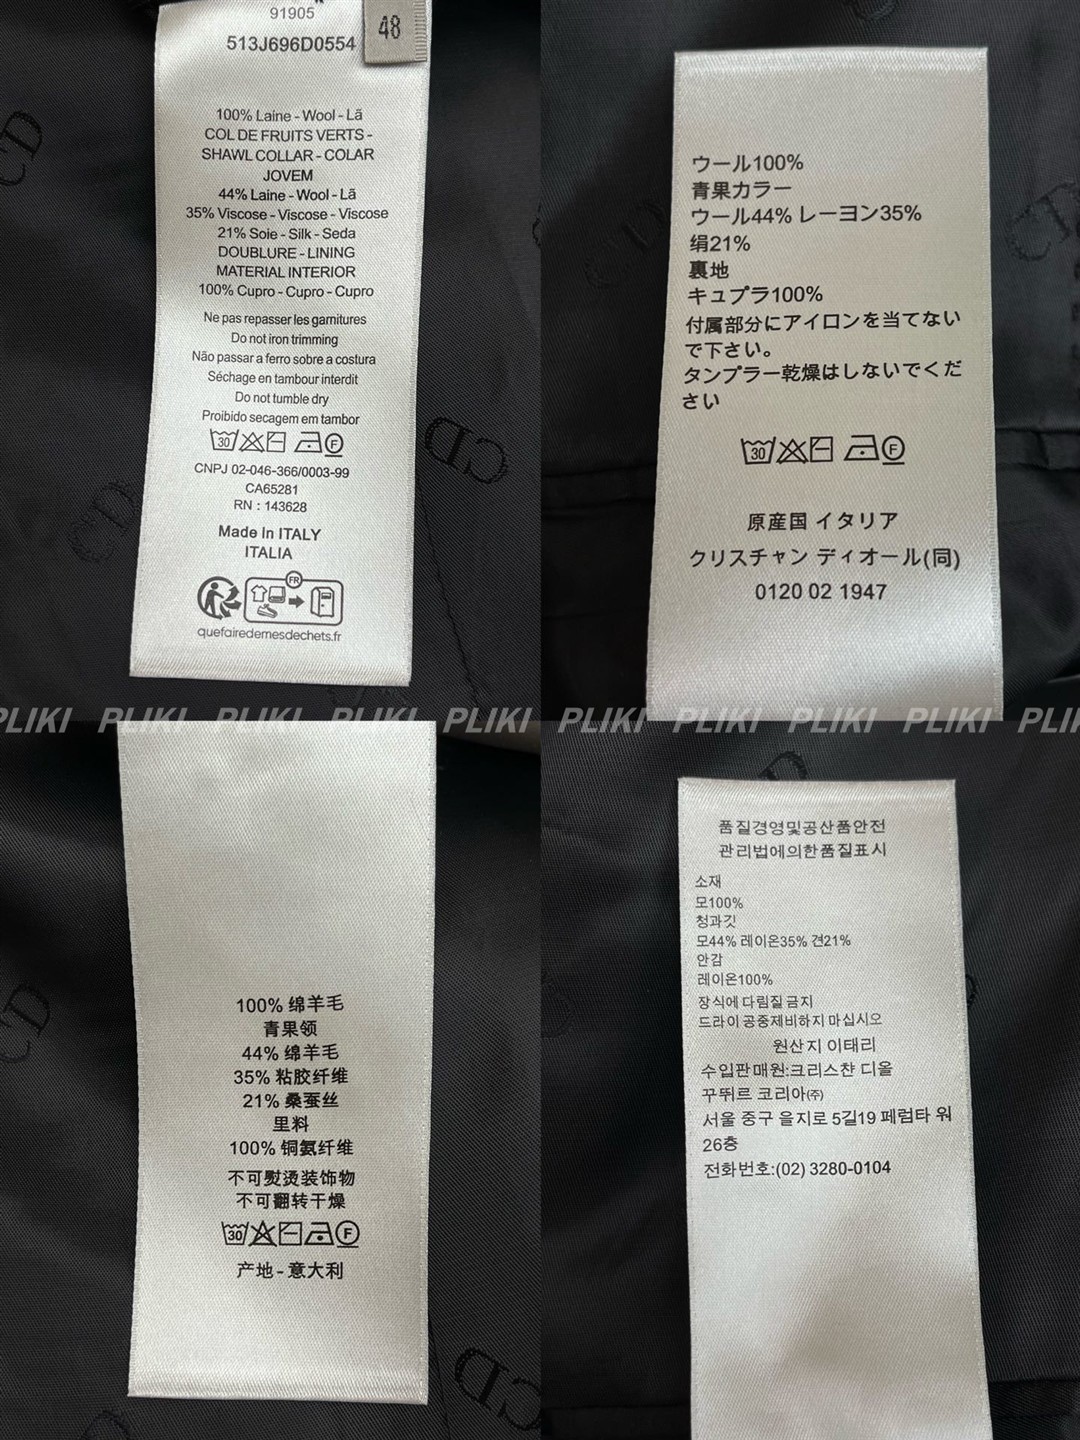 91905
48
513J696D0554
100% Laine - Wool - Lã
COL DE FRUITS VERTS -
SHAWL COLLAR - COLAR
JOVEM
44% Laine - Wool - Lã
35% Viscose - Viscose - Viscose
21% Soie - Silk - Seda
DOUBLURE - LINING
MATERIAL INTERIOR
100% Cupro - Cupro - Cupro
Ne pas repasser les garnitures
Do not iron trimming
Não passar a ferro sobre a costura
Séchage en tambour interdit
Do not tumble dry
Proibido secagem em tambor
30 F
CNPJ 02-046-366/0003-99
CA65281
RN : 143628
Made In ITALY
ITALIA
FR
quefairedemesdechets.fr
CD
CD
CD
ウール100%
青果カラー
ウール44% レーヨン35%
絹21%
裏地
キュプラ100%
付属部分にアイロンを当てない
で下さい。
タンプラー乾燥はしないでくだ
さい
30 F
原産国 イタリア
クリスチャン ディオール(同)
0120 02 1947
CD
CD
PLIKI PLIKI PLIKI PLIKI PLIKI PLIKI PLIKI PLIKI PLIKI PLIKI
100% 绵羊毛
青果领
44% 绵羊毛
35% 粘胶纤维
21% 桑蚕丝
里料
100% 铜氨纤维
不可熨烫装饰物
不可翻转干燥
30 F
产地 - 意大利
CD
CD
품질경영및공산품안전
관리법에의한품질표시
소재
모100%
청과깃
모44% 레이온35% 견21%
안감
레이온100%
장식에 다림질 금지
드라이 공중제비하지 마십시오
원산지 이태리
수입판매원:크리스챤 디올
꾸뛰르 코리아㈜
서울 중구 을지로 5길19 페럼타 워
26층
전화번호:(02) 3280-0104